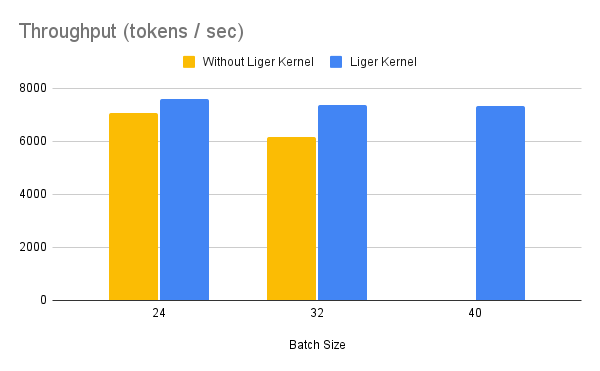 Throughput (tokens / sec)
Without Liger Kernel Liger Kernel
8000
6000
4000
2000
0
24 32 40
Batch Size